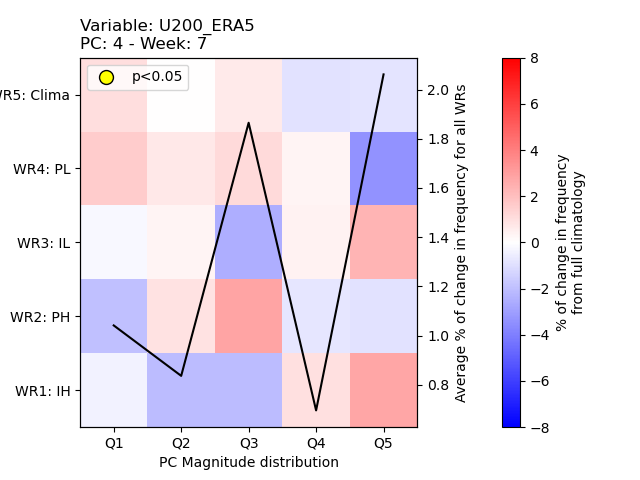 Variable: U200_ERA5
PC: 4 - Week: 7
p<0.05
WR5: Clima
WR4: PL
WR3: IL
WR2: PH
WR1: IH
Q1 Q2 Q3 Q4 Q5
PC Magnitude distribution
2.0
1.8
1.6
1.4
1.2
1.0
0.8
Average % of change in frequency for all WRs
8
6
4
2
0
−2
−4
−6
−8
% of change in frequency
from full climatology